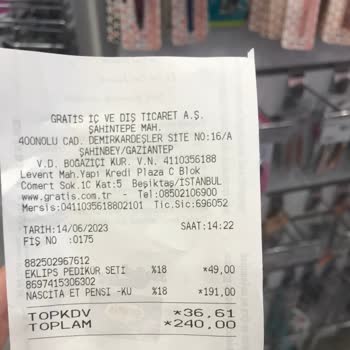 GRATIS İÇ VE DIŞ TİCARET A.Ş.
ŞAHİNTEPE MAH.
400NOLU CAD. DEMİRKARDEŞLER SİTE NO:16/A
ŞAHİNBEY/GAZİANTEP
V.D. BOĞAZİÇİ KUR. V.N. 4110356188
Levent Mah.Yapı Kredi Plaza C Blok
Cömert Sok.1C Kat:5 Beşiktaş/İSTANBUL
www.gratis.com.tr - Tel:08502106900
Mersis:0411035618802101 Tic.Sic:696052
TARİH:14/06/2023 SAAT:14:22
FİŞ NO :0175
882502967612
EKLIPS PEDIKUR SETI %18 *49,00
8697415306302
NASCITA ET PENSI -KU %18 *191,00
TOPKDV *36,61
TOPLAM *240,00